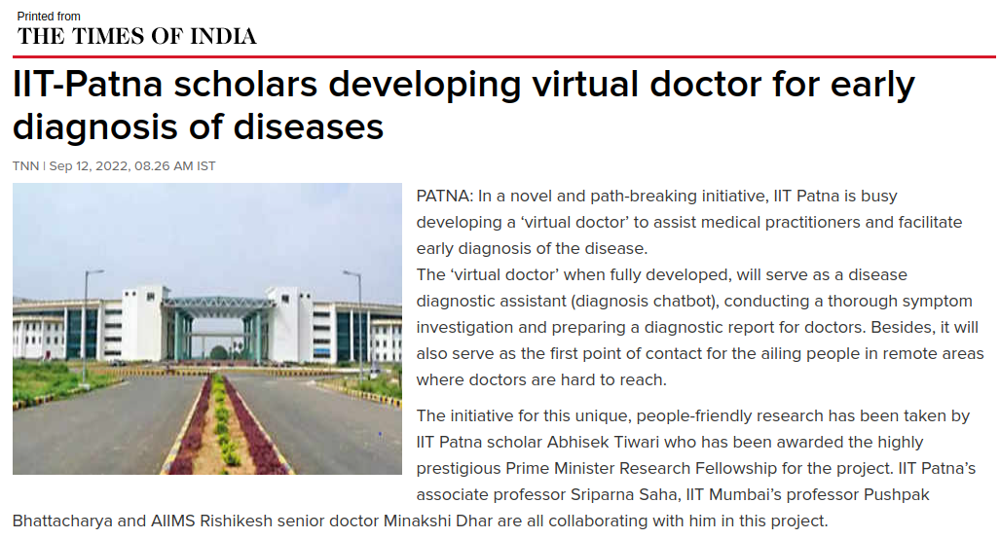 Printed from
THE TIMES OF INDIA
IIT-Patna scholars developing virtual doctor for early
diagnosis of diseases
TNN | Sep 12, 2022, 08.26 AM IST
PATNA: In a novel and path-breaking initiative, IIT Patna is busy
developing a ‘virtual doctor’ to assist medical practitioners and facilitate
early diagnosis of the disease.
The ‘virtual doctor’ when fully developed, will serve as a disease
diagnostic assistant (diagnosis chatbot), conducting a thorough symptom
investigation and preparing a diagnostic report for doctors. Besides, it will
also serve as the first point of contact for the ailing people in remote areas
where doctors are hard to reach.
The initiative for this unique, people-friendly research has been taken by
IIT Patna scholar Abhisek Tiwari who has been awarded the highly
prestigious Prime Minister Research Fellowship for the project. IIT Patna’s
associate professor Sriparna Saha, IIT Mumbai’s professor Pushpak
Bhattacharya and AIIMS Rishikesh senior doctor Minakshi Dhar are all collaborating with him in this project.